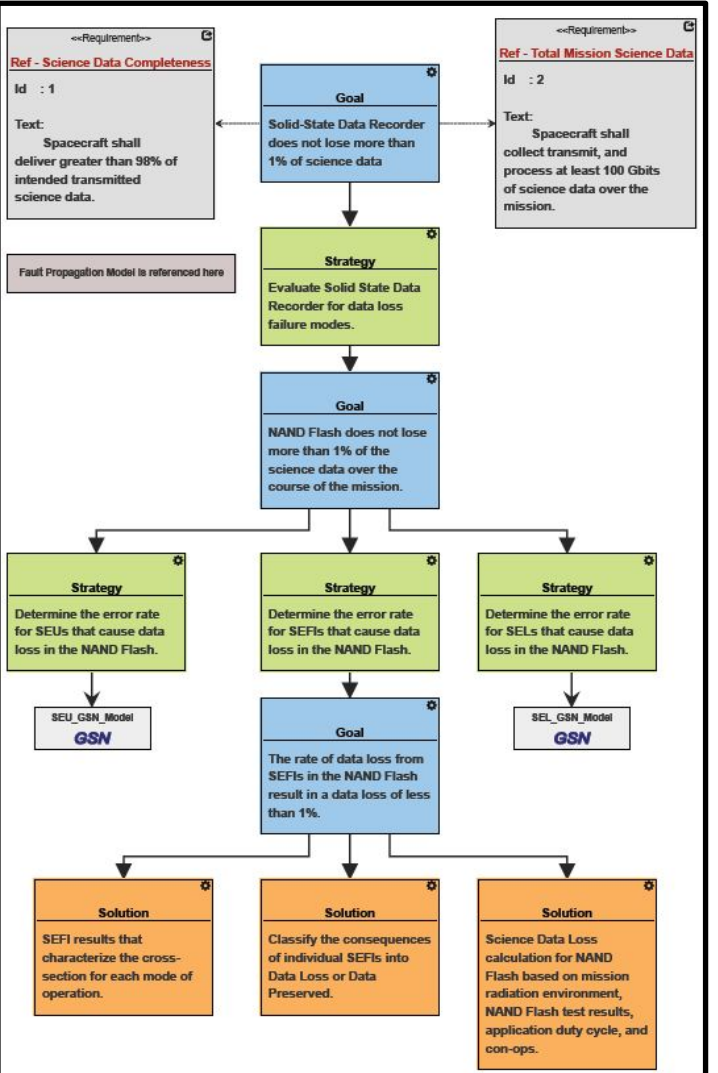 <<Requirement>>
Ref - Science Data Completeness
Id : 1
Text:
Spacecraft shall
deliver greater than 98% of
intended transmitted
science data.
Goal
Solid-State Data Recorder
does not lose more than
1% of science data
<<Requirement>>
Ref - Total Mission Science Data
Id : 2
Text:
Spacecraft shall
collect transmit, and
process at least 100 Gbits
of science data over the
mission.
Fault Propagation Model is referenced here
Strategy
Evaluate Solid State Data
Recorder for data loss
failure modes.
Goal
NAND Flash does not lose
more than 1% of the
science data over the
course of the mission.
Strategy
Determine the error rate
for SEUs that cause data
loss in the NAND Flash.
Strategy
Determine the error rate
for SEFIs that cause data
loss in the NAND Flash.
Strategy
Determine the error rate
for SELs that cause data
loss in the NAND Flash.
SEU_GSN_Model
GSN
SEL_GSN_Model
GSN
Goal
The rate of data loss from
SEFIs in the NAND Flash
result in a data loss of less
than 1%.
Solution
SEFI results that
characterize the cross-
section for each mode of
operation.
Solution
Classify the consequences
of individual SEFIs into
Data Loss or Data
Preserved.
Solution
Science Data Loss
calculation for NAND
Flash based on mission
radiation environment,
NAND Flash test results,
application duty cycle, and
con-ops.